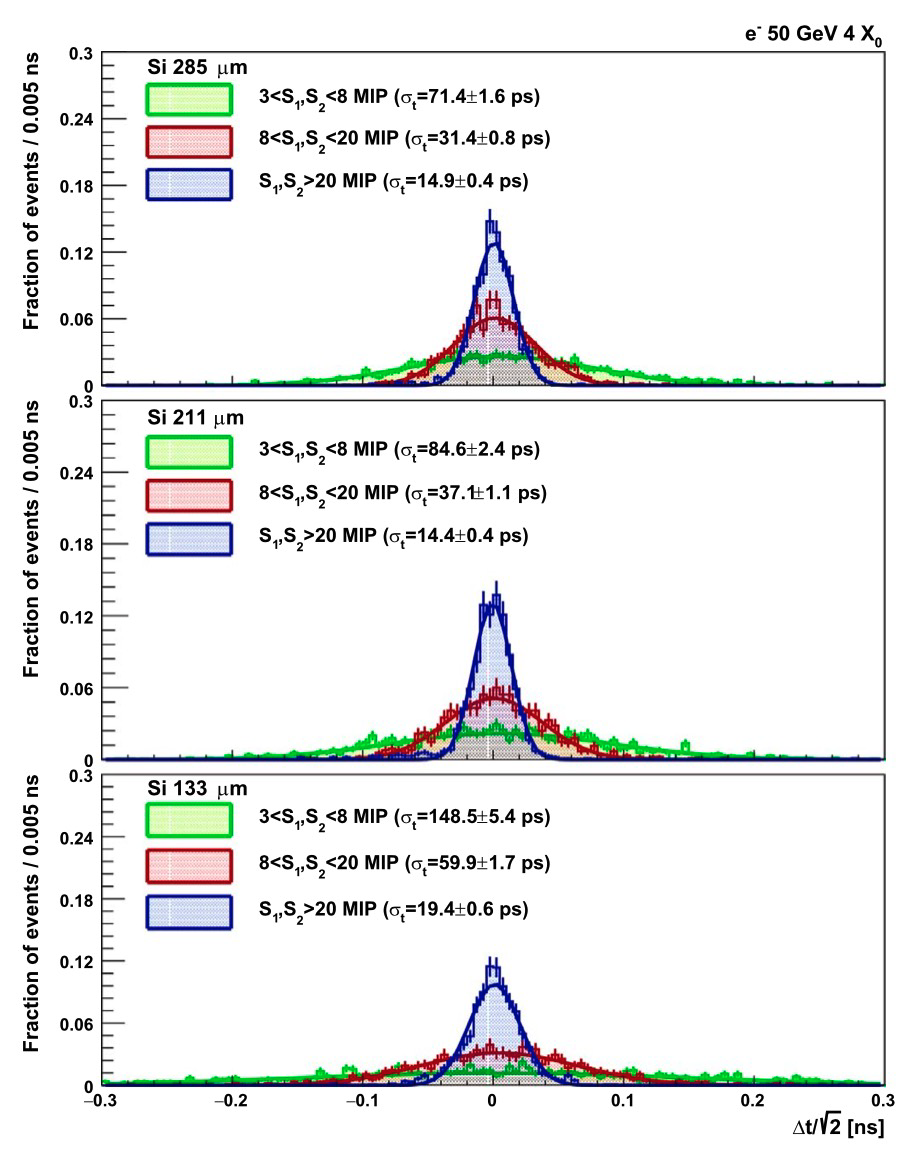 e⁻ 50 GeV 4 X₀
Fraction of events / 0.005 ns
0.3
0.24
0.18
0.12
0.06
0
Si 285 μm
3<S₁,S₂<8 MIP (σₜ=71.4±1.6 ps)
8<S₁,S₂<20 MIP (σₜ=31.4±0.8 ps)
S₁,S₂>20 MIP (σₜ=14.9±0.4 ps)
Fraction of events / 0.005 ns
0.3
0.24
0.18
0.12
0.06
0
Si 211 μm
3<S₁,S₂<8 MIP (σₜ=84.6±2.4 ps)
8<S₁,S₂<20 MIP (σₜ=37.1±1.1 ps)
S₁,S₂>20 MIP (σₜ=14.4±0.4 ps)
Fraction of events / 0.005 ns
0.3
0.24
0.18
0.12
0.06
0
Si 133 μm
3<S₁,S₂<8 MIP (σₜ=148.5±5.4 ps)
8<S₁,S₂<20 MIP (σₜ=59.9±1.7 ps)
S₁,S₂>20 MIP (σₜ=19.4±0.6 ps)
−0.3 −0.2 −0.1 0 0.1 0.2 0.3
Δt/√2 [ns]